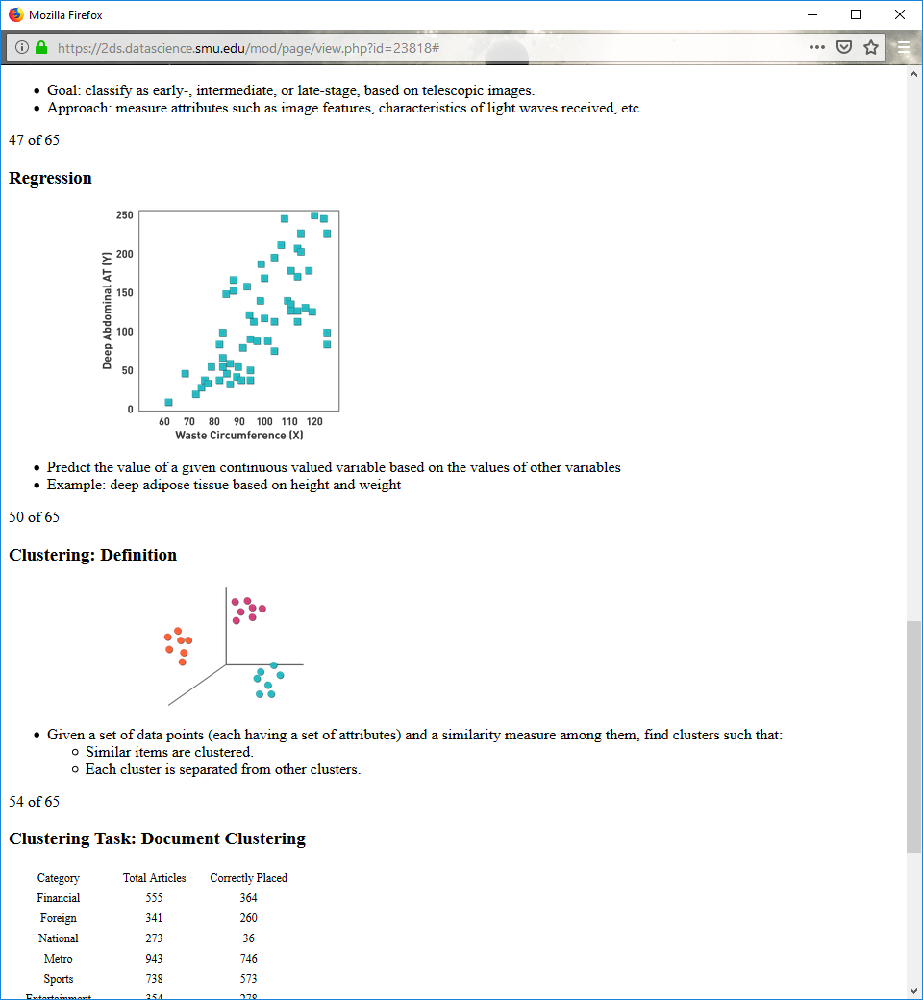 Mozilla Firefox
https://2ds.datascience.smu.edu/mod/page/view.php?id=23818#
Goal: classify as early-, intermediate, or late-stage, based on telescopic images.
Approach: measure attributes such as image features, characteristics of light waves received, etc.
47 of 65
Regression
250
200
150
100
50
0
Deep Abdominal AT (Y)
60 70 80 90 100 110 120
Waste Circumference (X)
Predict the value of a given continuous valued variable based on the values of other variables
Example: deep adipose tissue based on height and weight
50 of 65
Clustering: Definition
Given a set of data points (each having a set of attributes) and a similarity measure among them, find clusters such that:
Similar items are clustered.
Each cluster is separated from other clusters.
54 of 65
Clustering Task: Document Clustering
Category Total Articles Correctly Placed
Financial 555 364
Foreign 341 260
National 273 36
Metro 943 746
Sports 738 573
Entertainment 354 278